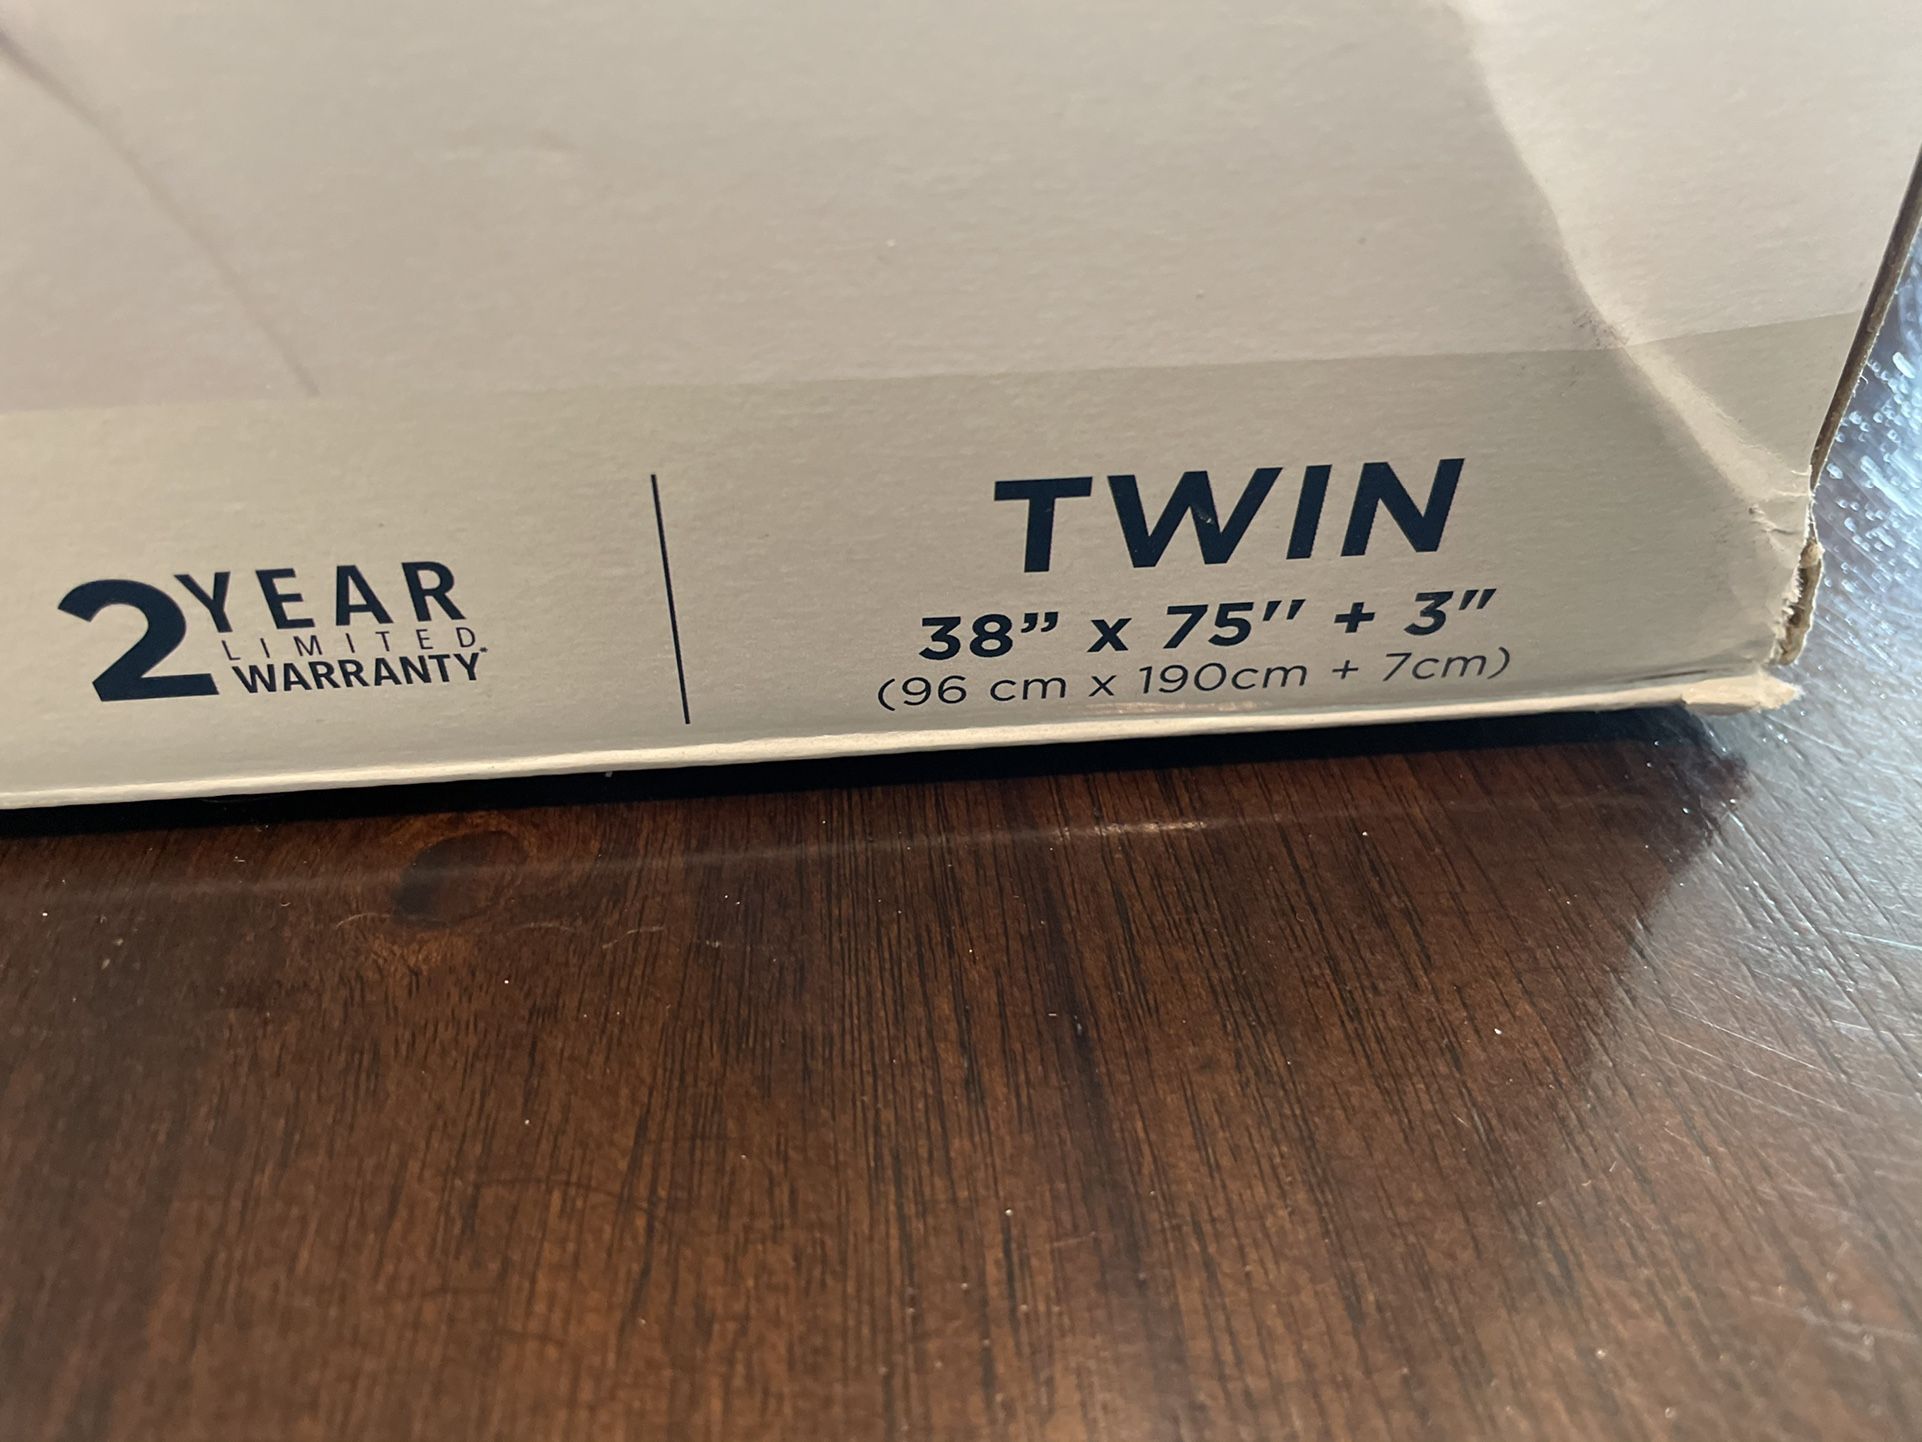 2 YEAR
LIMITED
WARRANTY*
TWIN
38” x 75" + 3"
(96 cm x 190cm + 7cm)